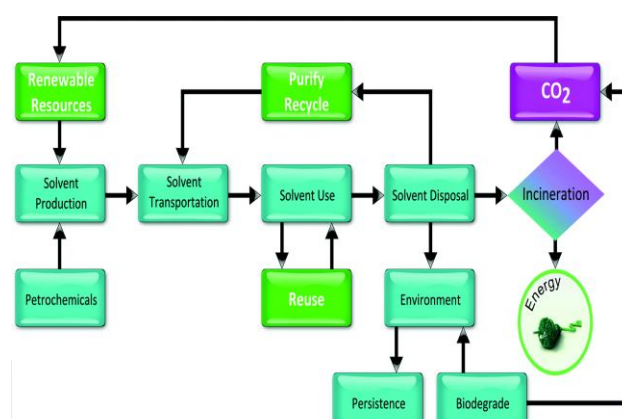 Renewable
Resources
Purify
Recycle
CO2
Solvent
Production
Solvent
Transportation
Solvent Use
Solvent Disposal
Incineration
Petrochemicals
Reuse
Environment
Energy
Persistence
Biodegrade